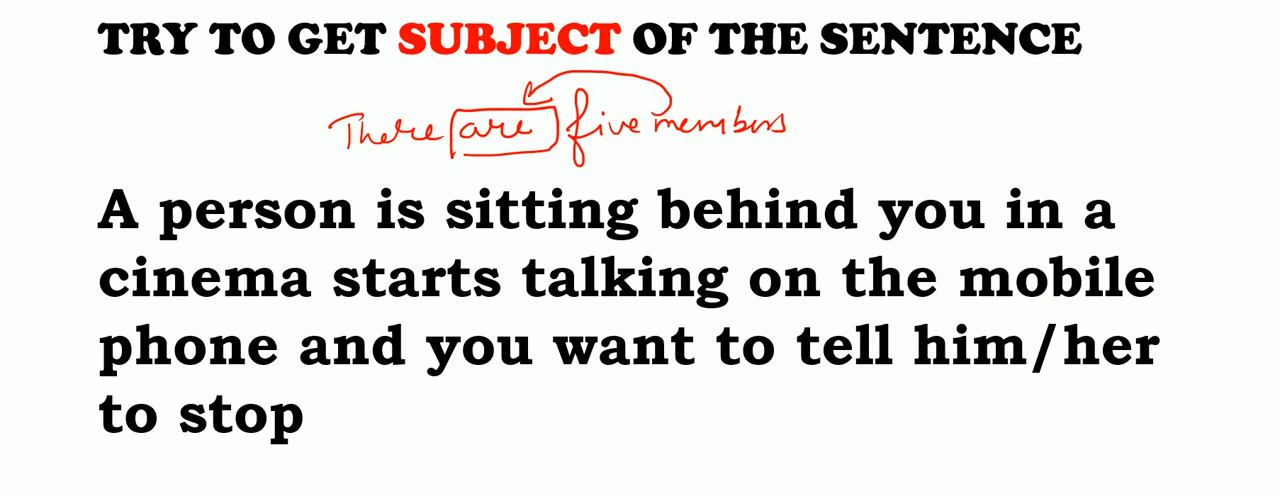 TRY TO GET SUBJECT OF THE SENTENCE
There are five members
A person is sitting behind you in a
cinema starts talking on the mobile
phone and you want to tell him/her
to stop